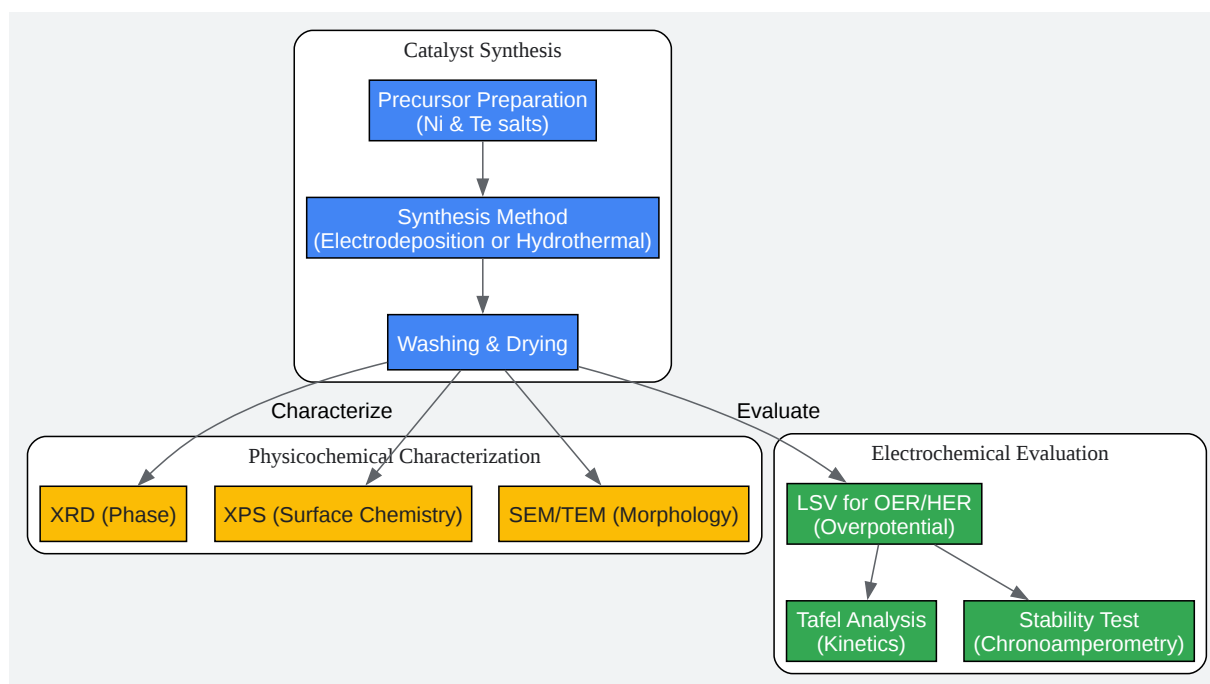 Catalyst Synthesis
Precursor Preparation
(Ni & Te salts)
Synthesis Method
(Electrodeposition or Hydrothermal)
Washing & Drying
Characterize
Evaluate
Physicochemical Characterization
XRD (Phase)
XPS (Surface Chemistry)
SEM/TEM (Morphology)
Electrochemical Evaluation
LSV for OER/HER
(Overpotential)
Tafel Analysis
(Kinetics)
Stability Test
(Chronoamperometry)